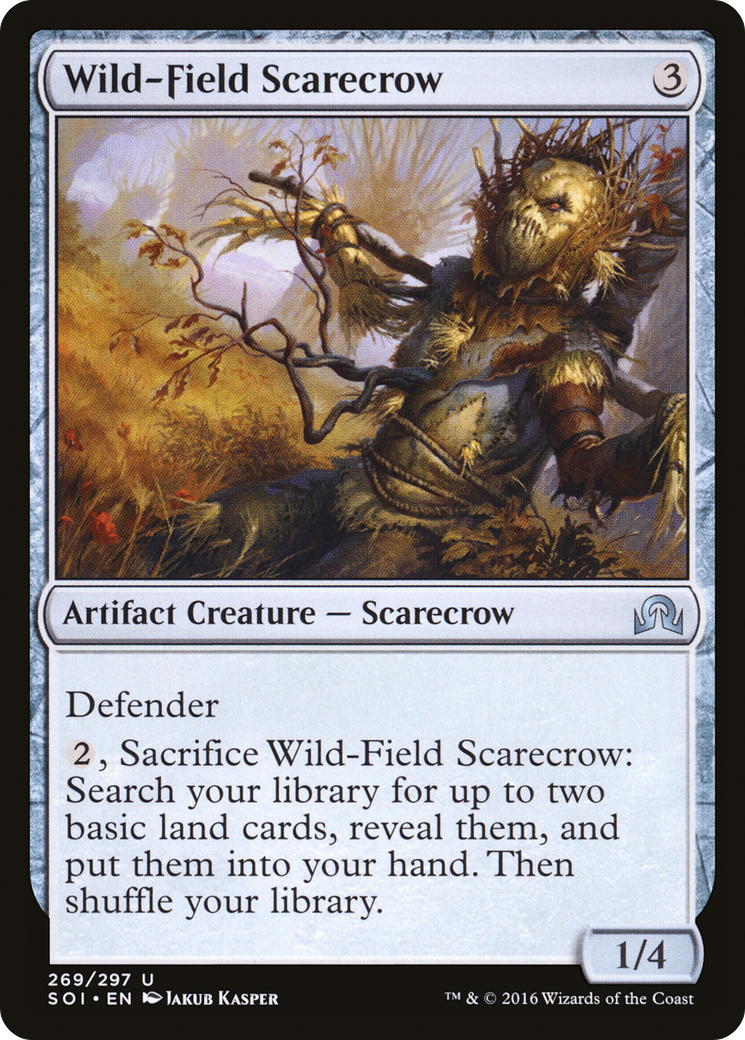 Wild-Field Scarecrow 3
Artifact Creature — Scarecrow
Defender
2, Sacrifice Wild-Field Scarecrow:
Search your library for up to two
basic land cards, reveal them, and
put them into your hand. Then
shuffle your library.
1/4
269/297 U
SOI • EN Jakub Kasper
™ & © 2016 Wizards of the Coast